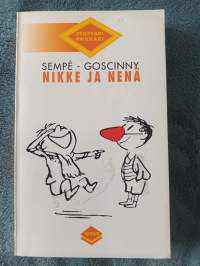 SEMPÉ - GOSCINNY
NIKKE JA NENÄ